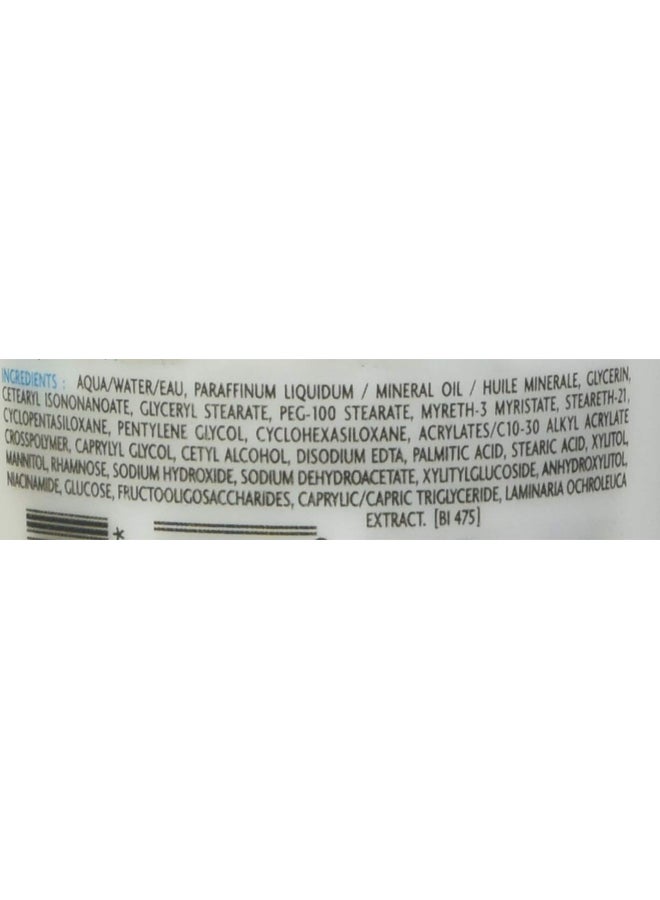 INGREDIENTS : AQUA/WATER/EAU, PARAFFINUM LIQUIDUM / MINERAL OIL / HUILE MINERALE, GLYCERIN,
CETEARYL ISONONANOATE, GLYCERYL STEARATE, PEG-100 STEARATE, MYRETH-3 MYRISTATE, STEARETH-21,
CYCLOPENTASILOXANE, PENTYLENE GLYCOL, CYCLOHEXASILOXANE, ACRYLATES/C10-30 ALKYL ACRYLATE
CROSSPOLYMER, CAPRYLYL GLYCOL, CETYL ALCOHOL, DISODIUM EDTA, PALMITIC ACID, STEARIC ACID, XYLITOL,
MANNITOL, RHAMNOSE, SODIUM HYDROXIDE, SODIUM DEHYDROACETATE, XYLITYLGLUCOSIDE, ANHYDROXYLITOL,
NIACINAMIDE, GLUCOSE, FRUCTOOLIGOSACCHARIDES, CAPRYLIC/CAPRIC TRIGLYCERIDE, LAMINARIA OCHROLEUCA
EXTRACT. [BI 475]
*